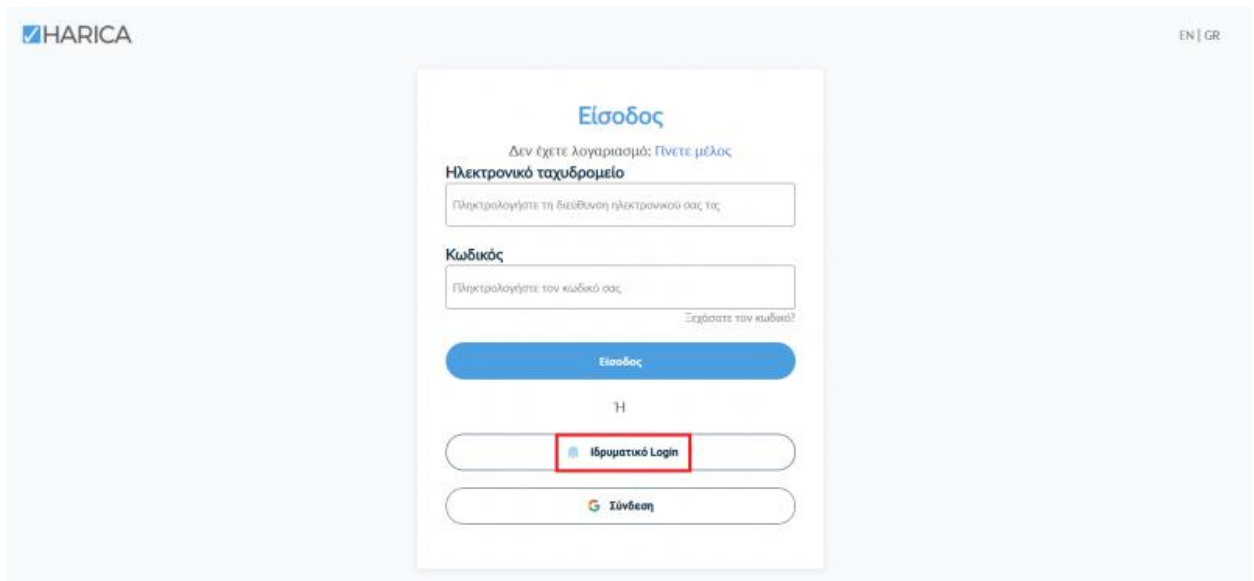 HARICA
EN | GR
Είσοδος
Δεν έχετε λογαριασμό; Γίνετε μέλος
Ηλεκτρονικό ταχυδρομείο
Πληκτρολογήστε τη διεύθυνση ηλεκτρονικού σας τας
Κωδικός
Πληκτρολογήστε τον κωδικό σας
Ξεχάσατε τον κωδικό?
Είσοδος
Ή
Ιδρυματικό Login
Σύνδεση